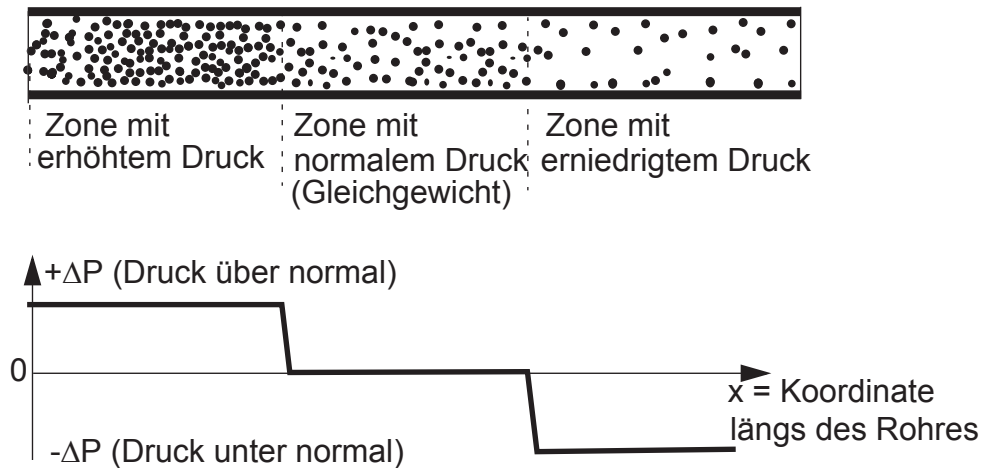 Zone mit
erhöhtem Druck
Zone mit
normalem Druck
(Gleichgewicht)
Zone mit
erniedrigtem Druck
+ΔP (Druck über normal)
0
x = Koordinate
längs des Rohres
-ΔP (Druck unter normal)